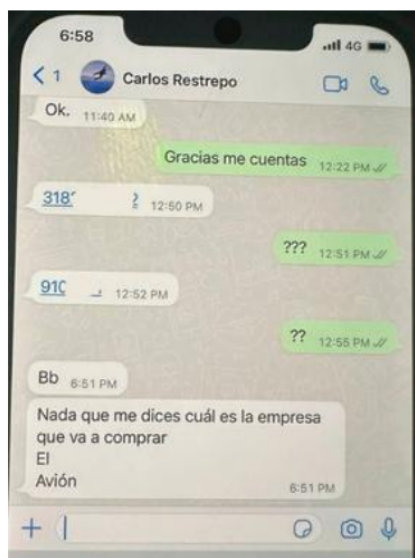 6:58
4G
1
Carlos Restrepo
Ok. 11:40 AM
Gracias me cuentas 12:22 PM
318 12:50 PM
??? 12:51 PM
91 12:52 PM
?? 12:55 PM
Bb 6:51 PM
Nada que me dices cuál es la empresa
que va a comprar
El
Avión 6:51 PM